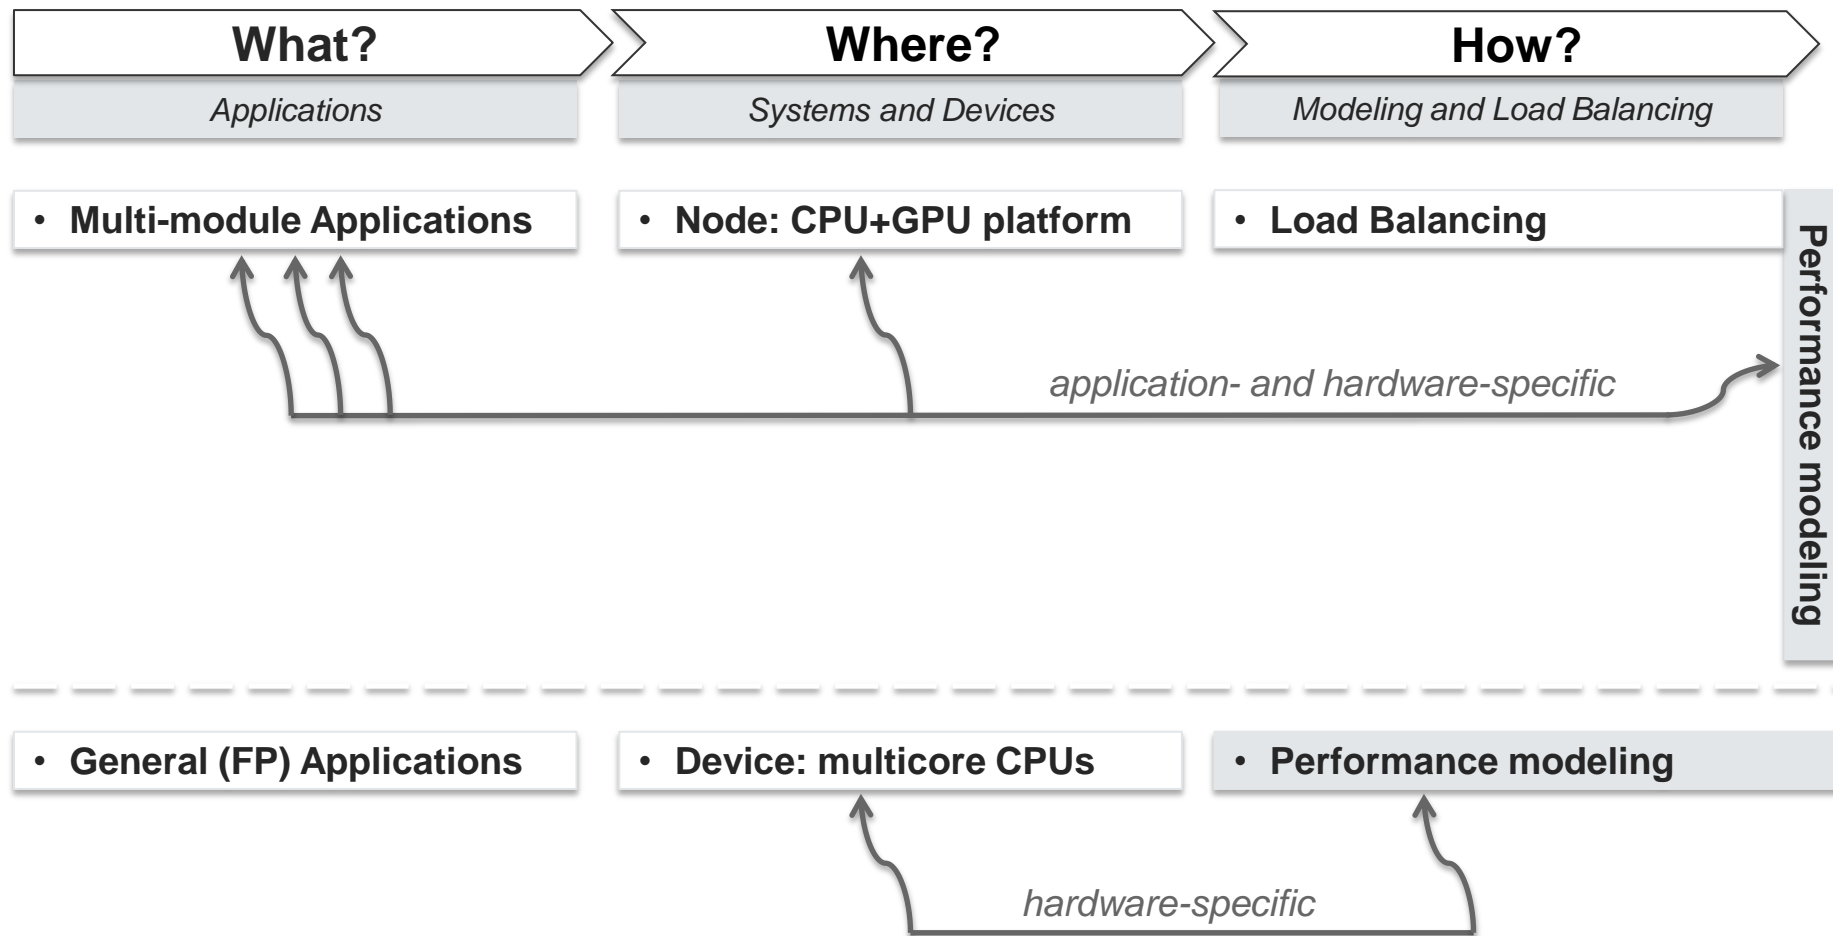 What?
Where?
How?
Applications
Systems and Devices
Modeling and Load Balancing
• Multi-module Applications
• Node: CPU+GPU platform
• Load Balancing
Performance modeling
application- and hardware-specific
• General (FP) Applications
• Device: multicore CPUs
• Performance modeling
hardware-specific